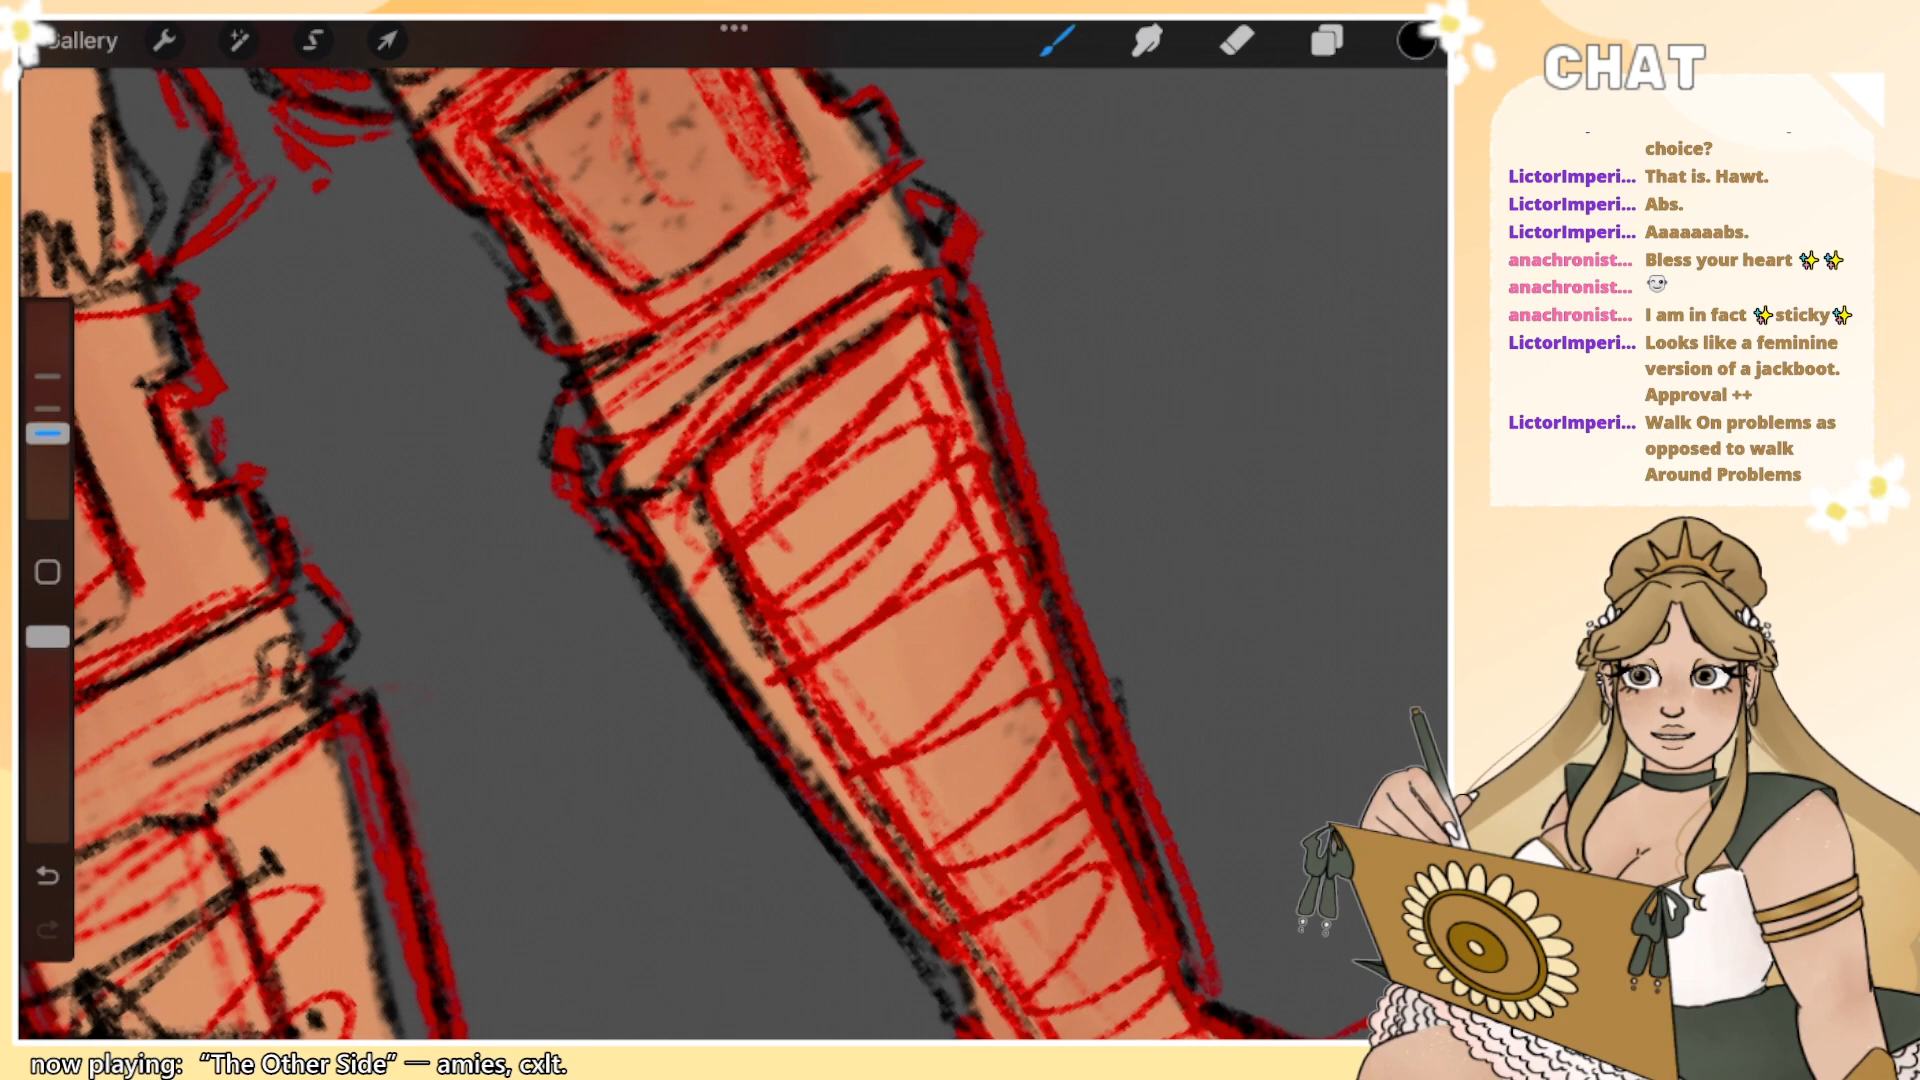 allery
CHAT
choice?
LictorImperi... That is. Hawt.
LictorImperi... Abs.
LictorImperi... Aaaaaaabs.
anachronist... Bless your heart ✨✨
anachronist...
anachronist... I am in fact ✨sticky✨
LictorImperi... Looks like a feminine
version of a jackboot.
Approval ++
LictorImperi... Walk On problems as
opposed to walk
Around Problems
now playing: “The Other Side” — amies, cxlt.